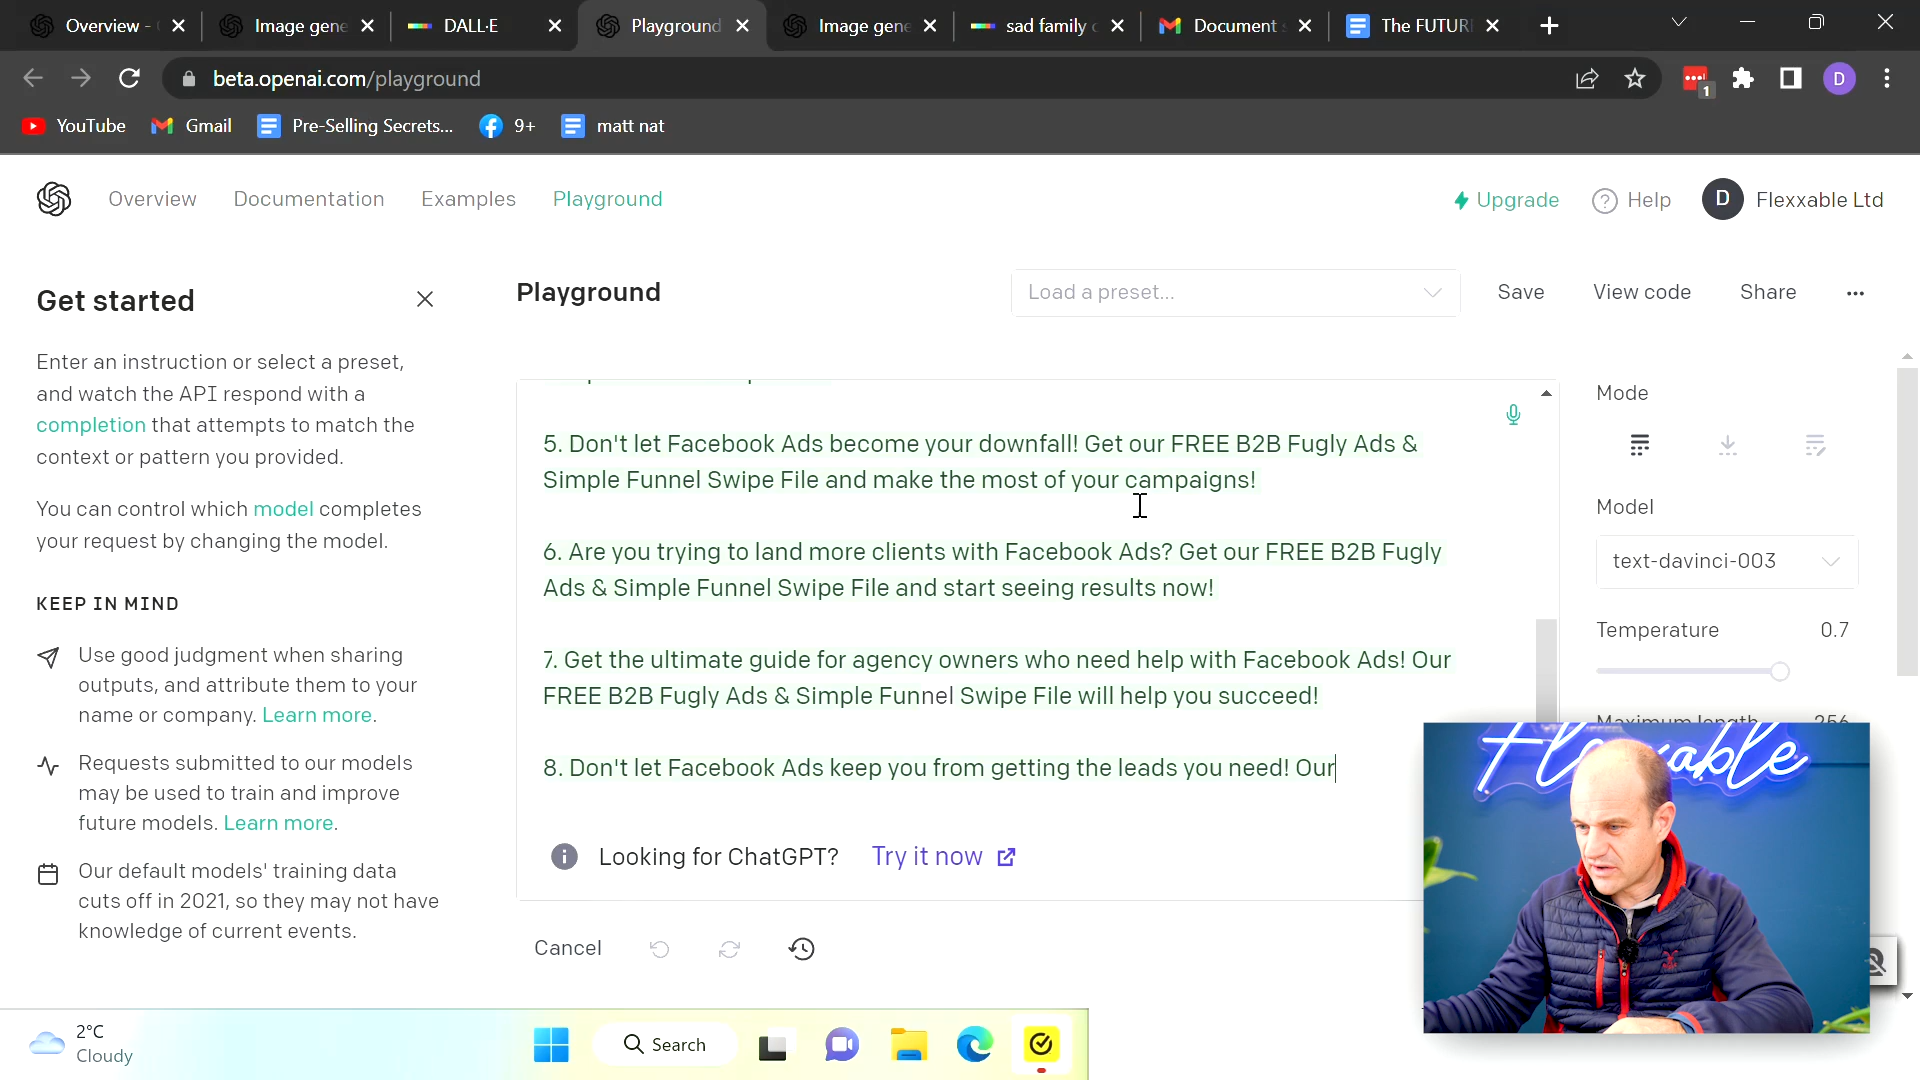 Overview -
Image gene
DALL·E
Playground
Image gene
sad family
Document
The FUTUR
beta.openai.com/playground
1
D
YouTube
Gmail
Pre-Selling Secrets...
9+
matt nat
Overview
Documentation
Examples
Playground
Upgrade
Help
D
Flexxable Ltd
Get started
Playground
Load a preset...
Save
View code
Share
Enter an instruction or select a preset,
and watch the API respond with a
completion that attempts to match the
context or pattern you provided.
You can control which model completes
your request by changing the model.
KEEP IN MIND
Use good judgment when sharing
outputs, and attribute them to your
name or company. Learn more.
Requests submitted to our models
may be used to train and improve
future models. Learn more.
Our default models' training data
cuts off in 2021, so they may not have
knowledge of current events.
5. Don't let Facebook Ads become your downfall! Get our FREE B2B Fugly Ads &
Simple Funnel Swipe File and make the most of your campaigns!
6. Are you trying to land more clients with Facebook Ads? Get our FREE B2B Fugly
Ads & Simple Funnel Swipe File and start seeing results now!
7. Get the ultimate guide for agency owners who need help with Facebook Ads! Our
FREE B2B Fugly Ads & Simple Funnel Swipe File will help you succeed!
8. Don't let Facebook Ads keep you from getting the leads you need! Our
Looking for ChatGPT?
Try it now
Cancel
Mode
Model
text-davinci-003
Temperature
0.7
Maximum length
256
2°C
Cloudy
Search